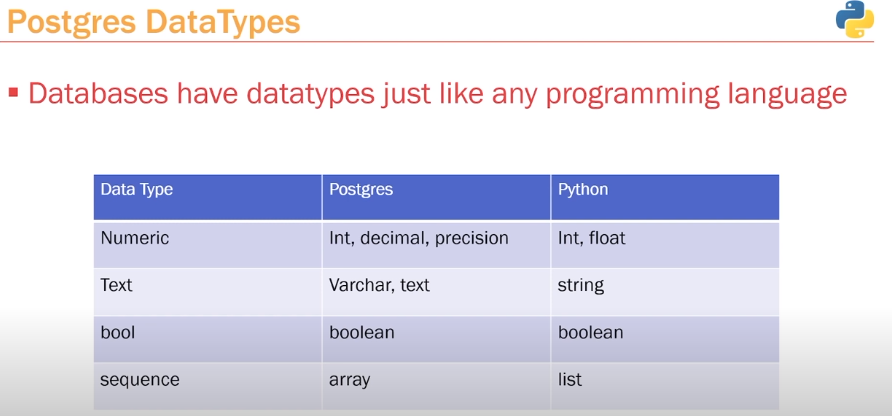 Postgres DataTypes
▪ Databases have datatypes just like any programming language
Data Type Postgres Python
Numeric Int, decimal, precision Int, float
Text Varchar, text string
bool boolean boolean
sequence array list